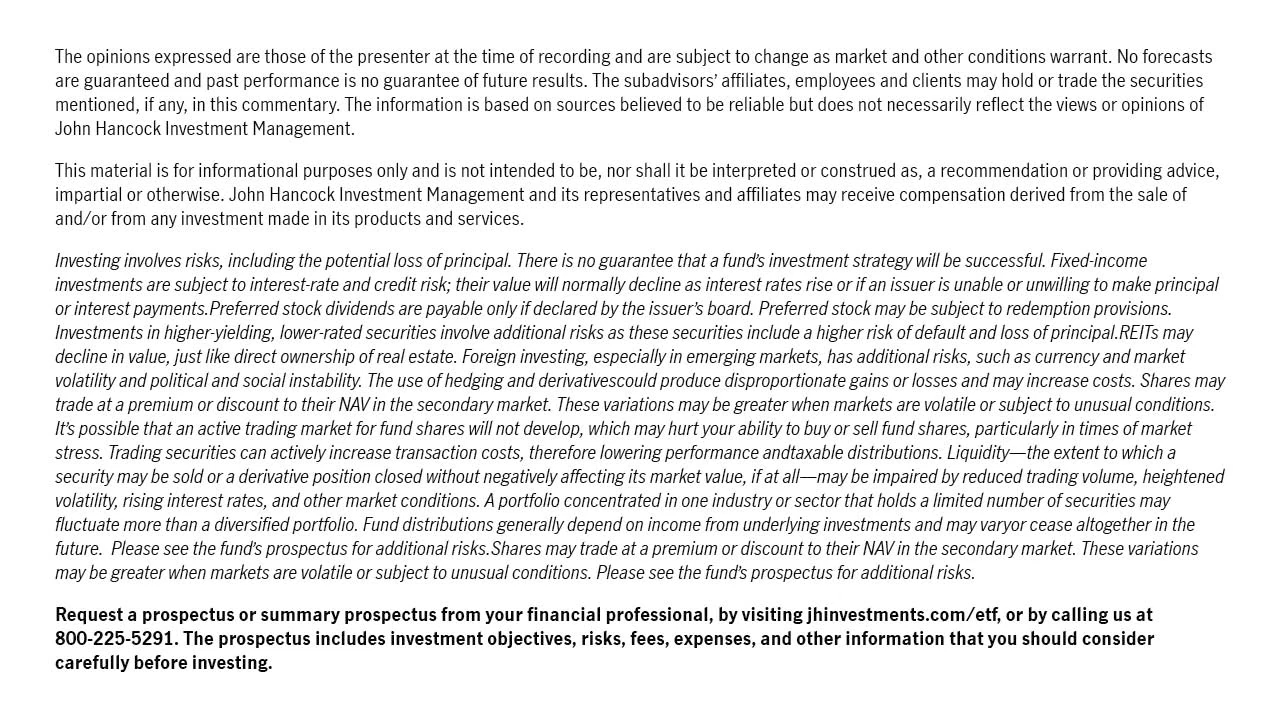 The opinions expressed are those of the presenter at the time of recording and are subject to change as market and other conditions warrant. No forecasts
are guaranteed and past performance is no guarantee of future results. The subadvisors’ affiliates, employees and clients may hold or trade the securities
mentioned, if any, in this commentary. The information is based on sources believed to be reliable but does not necessarily reflect the views or opinions of
John Hancock Investment Management.
This material is for informational purposes only and is not intended to be, nor shall it be interpreted or construed as, a recommendation or providing advice,
impartial or otherwise. John Hancock Investment Management and its representatives and affiliates may receive compensation derived from the sale of
and/or from any investment made in its products and services.
Investing involves risks, including the potential loss of principal. There is no guarantee that a fund’s investment strategy will be successful. Fixed-income
investments are subject to interest-rate and credit risk; their value will normally decline as interest rates rise or if an issuer is unable or unwilling to make principal
or interest payments.Preferred stock dividends are payable only if declared by the issuer’s board. Preferred stock may be subject to redemption provisions.
Investments in higher-yielding, lower-rated securities involve additional risks as these securities include a higher risk of default and loss of principal.REITs may
decline in value, just like direct ownership of real estate. Foreign investing, especially in emerging markets, has additional risks, such as currency and market
volatility and political and social instability. The use of hedging and derivativescould produce disproportionate gains or losses and may increase costs. Shares may
trade at a premium or discount to their NAV in the secondary market. These variations may be greater when markets are volatile or subject to unusual conditions.
It’s possible that an active trading market for fund shares will not develop, which may hurt your ability to buy or sell fund shares, particularly in times of market
stress. Trading securities can actively increase transaction costs, therefore lowering performance andtaxable distributions. Liquidity—the extent to which a
security may be sold or a derivative position closed without negatively affecting its market value, if at all—may be impaired by reduced trading volume, heightened
volatility, rising interest rates, and other market conditions. A portfolio concentrated in one industry or sector that holds a limited number of securities may
fluctuate more than a diversified portfolio. Fund distributions generally depend on income from underlying investments and may varyor cease altogether in the
future.  Please see the fund’s prospectus for additional risks.Shares may trade at a premium or discount to their NAV in the secondary market. These variations
may be greater when markets are volatile or subject to unusual conditions. Please see the fund’s prospectus for additional risks.
Request a prospectus or summary prospectus from your financial professional, by visiting jhinvestments.com/etf, or by calling us at
800-225-5291. The prospectus includes investment objectives, risks, fees, expenses, and other information that you should consider
carefully before investing.